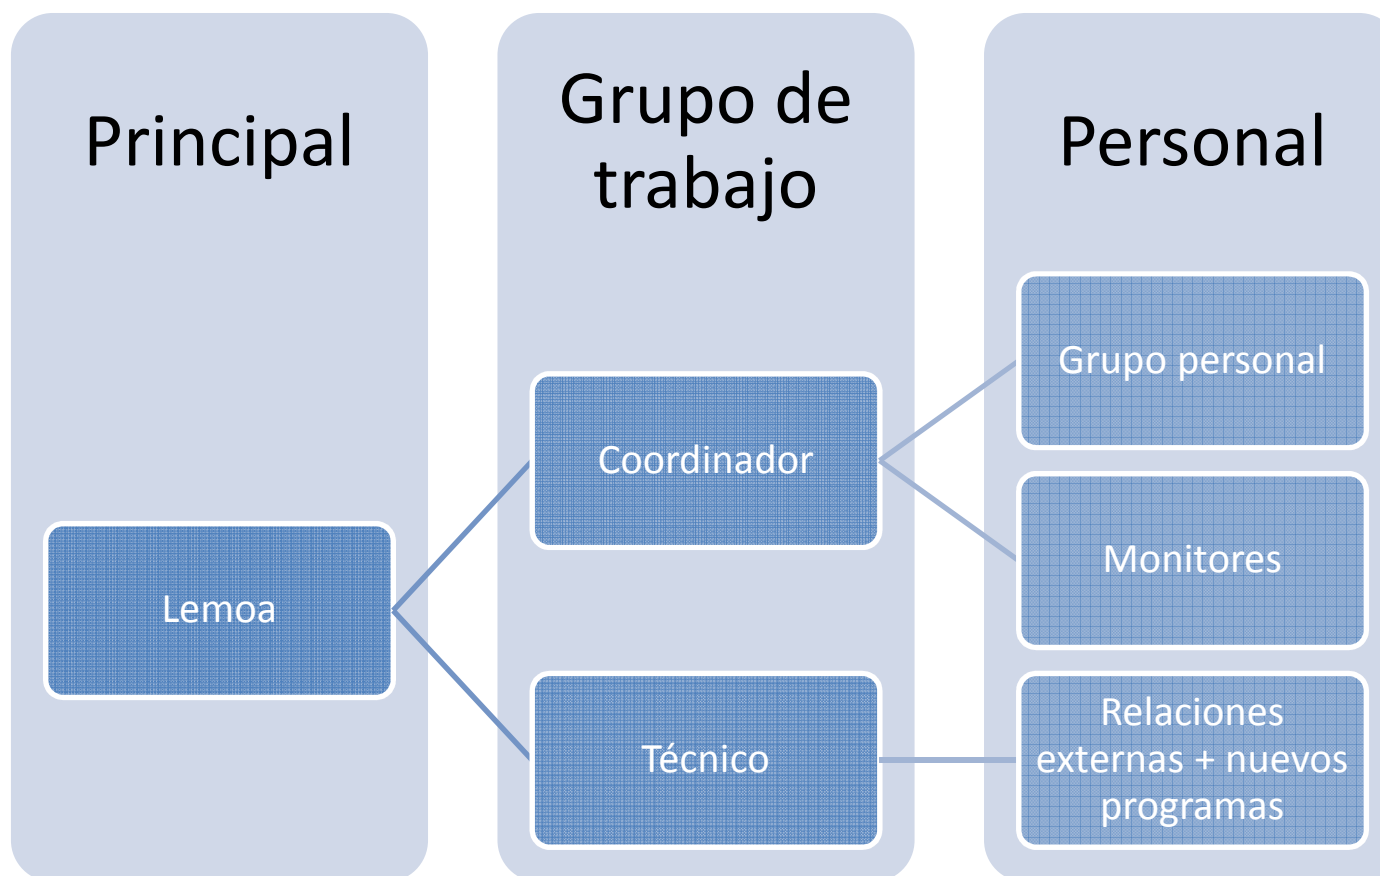 Principal
Grupo de
trabajo
Personal
Lemoa
Coordinador
Técnico
Grupo personal
Monitores
Relaciones
externas + nuevos
programas